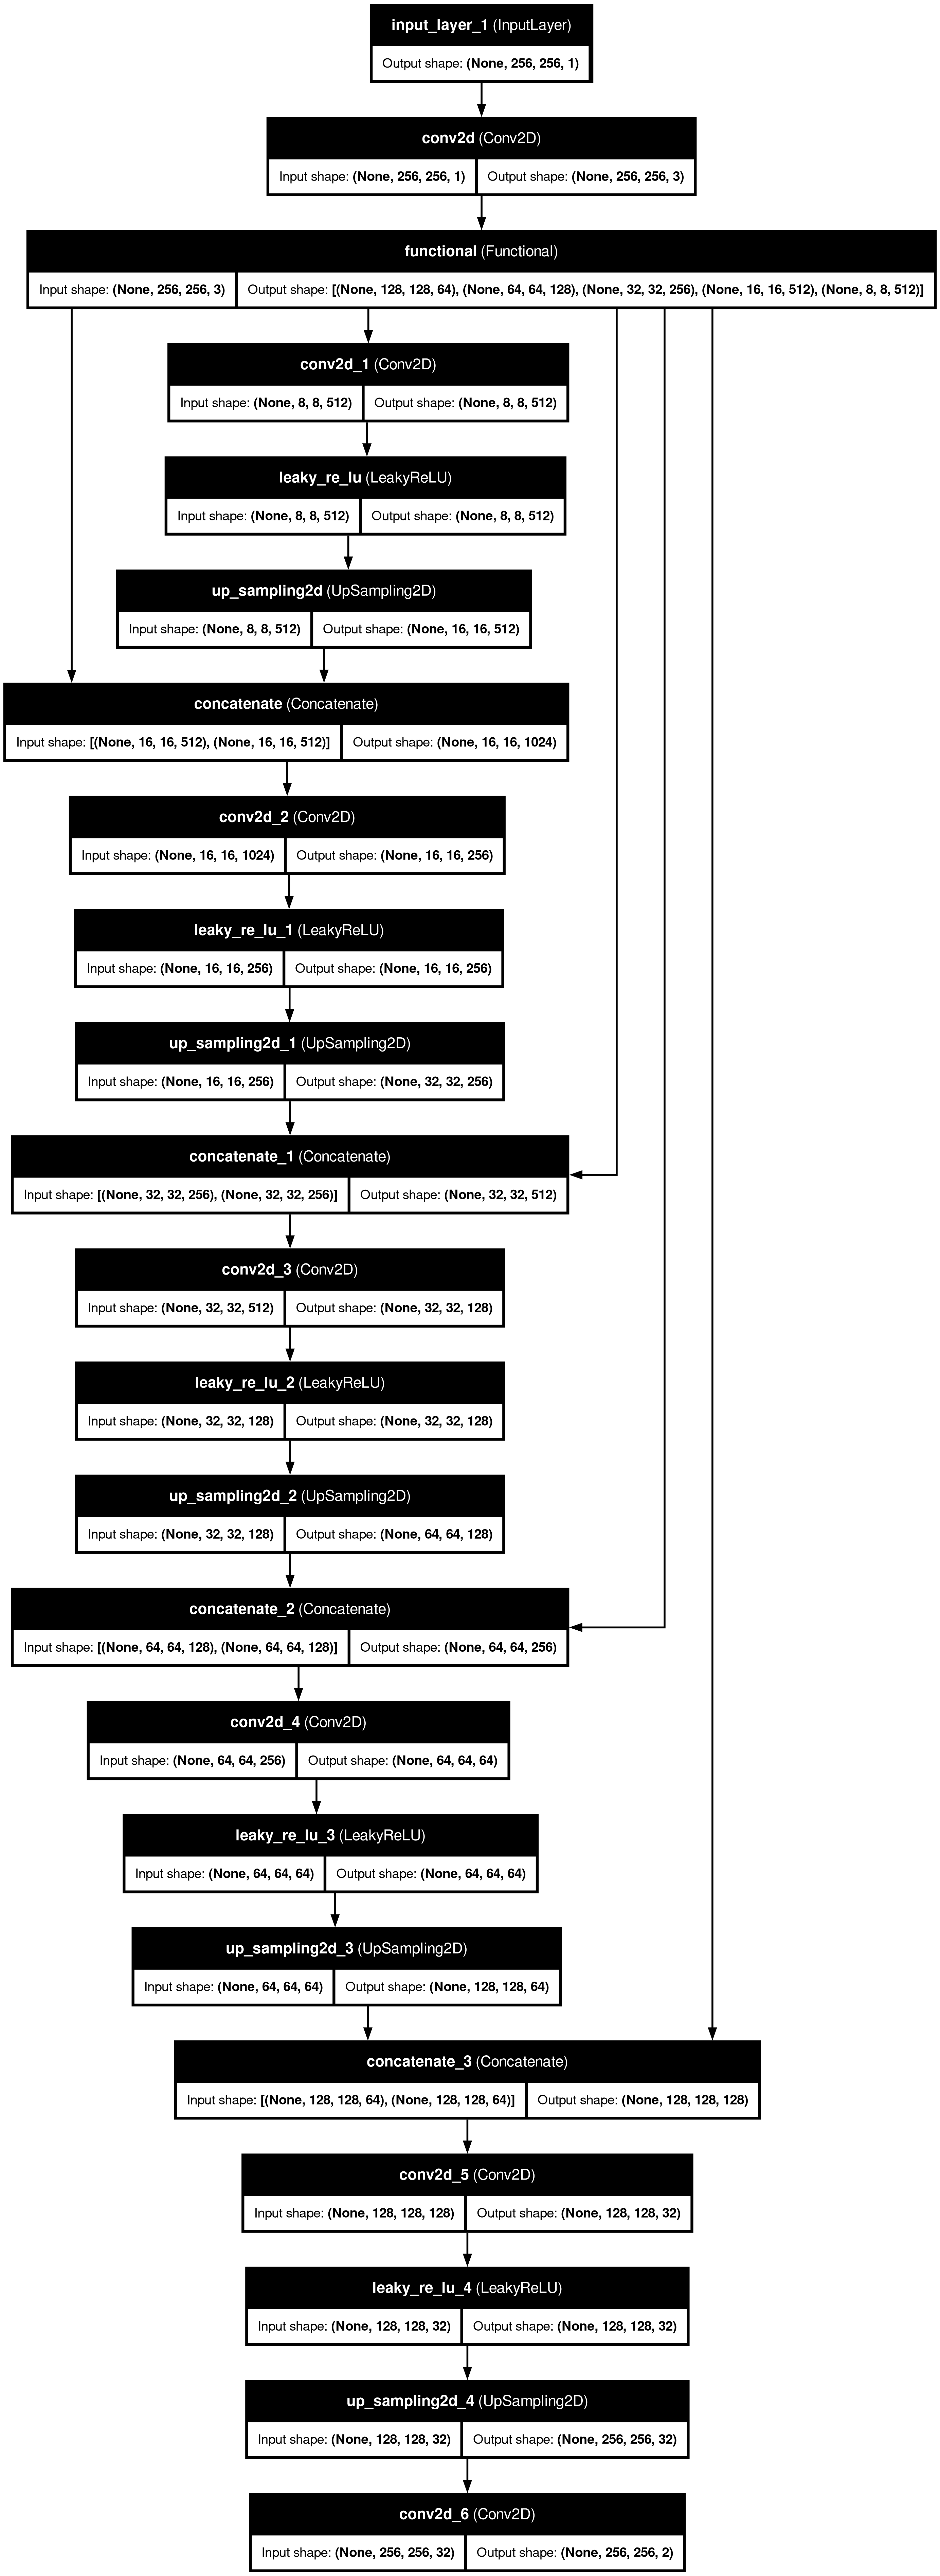 input_layer_1 (InputLayer)
Output shape: (None, 256, 256, 1)
conv2d (Conv2D)
Input shape: (None, 256, 256, 1) Output shape: (None, 256, 256, 3)
functional (Functional)
Input shape: (None, 256, 256, 3) Output shape: [(None, 128, 128, 64), (None, 64, 64, 128), (None, 32, 32, 256), (None, 16, 16, 512), (None, 8, 8, 512)]
conv2d_1 (Conv2D)
Input shape: (None, 8, 8, 512) Output shape: (None, 8, 8, 512)
leaky_re_lu (LeakyReLU)
Input shape: (None, 8, 8, 512) Output shape: (None, 8, 8, 512)
up_sampling2d (UpSampling2D)
Input shape: (None, 8, 8, 512) Output shape: (None, 16, 16, 512)
concatenate (Concatenate)
Input shape: [(None, 16, 16, 512), (None, 16, 16, 512)] Output shape: (None, 16, 16, 1024)
conv2d_2 (Conv2D)
Input shape: (None, 16, 16, 1024) Output shape: (None, 16, 16, 256)
leaky_re_lu_1 (LeakyReLU)
Input shape: (None, 16, 16, 256) Output shape: (None, 16, 16, 256)
up_sampling2d_1 (UpSampling2D)
Input shape: (None, 16, 16, 256) Output shape: (None, 32, 32, 256)
concatenate_1 (Concatenate)
Input shape: [(None, 32, 32, 256), (None, 32, 32, 256)] Output shape: (None, 32, 32, 512)
conv2d_3 (Conv2D)
Input shape: (None, 32, 32, 512) Output shape: (None, 32, 32, 128)
leaky_re_lu_2 (LeakyReLU)
Input shape: (None, 32, 32, 128) Output shape: (None, 32, 32, 128)
up_sampling2d_2 (UpSampling2D)
Input shape: (None, 32, 32, 128) Output shape: (None, 64, 64, 128)
concatenate_2 (Concatenate)
Input shape: [(None, 64, 64, 128), (None, 64, 64, 128)] Output shape: (None, 64, 64, 256)
conv2d_4 (Conv2D)
Input shape: (None, 64, 64, 256) Output shape: (None, 64, 64, 64)
leaky_re_lu_3 (LeakyReLU)
Input shape: (None, 64, 64, 64) Output shape: (None, 64, 64, 64)
up_sampling2d_3 (UpSampling2D)
Input shape: (None, 64, 64, 64) Output shape: (None, 128, 128, 64)
concatenate_3 (Concatenate)
Input shape: [(None, 128, 128, 64), (None, 128, 128, 64)] Output shape: (None, 128, 128, 128)
conv2d_5 (Conv2D)
Input shape: (None, 128, 128, 128) Output shape: (None, 128, 128, 32)
leaky_re_lu_4 (LeakyReLU)
Input shape: (None, 128, 128, 32) Output shape: (None, 128, 128, 32)
up_sampling2d_4 (UpSampling2D)
Input shape: (None, 128, 128, 32) Output shape: (None, 256, 256, 32)
conv2d_6 (Conv2D)
Input shape: (None, 256, 256, 32) Output shape: (None, 256, 256, 2)